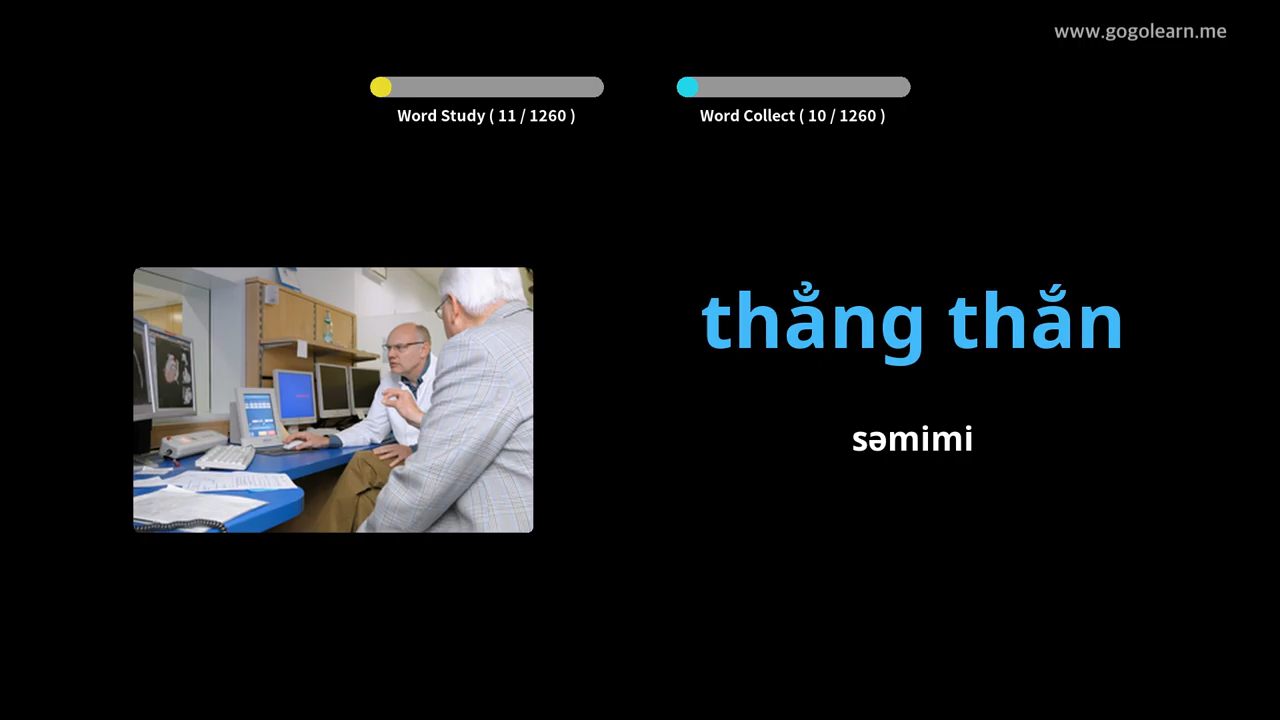 www.gogolearn.me
Word Study ( 11 / 1260 )
Word Collect ( 10 / 1260 )
thẳng thắn
səmimi